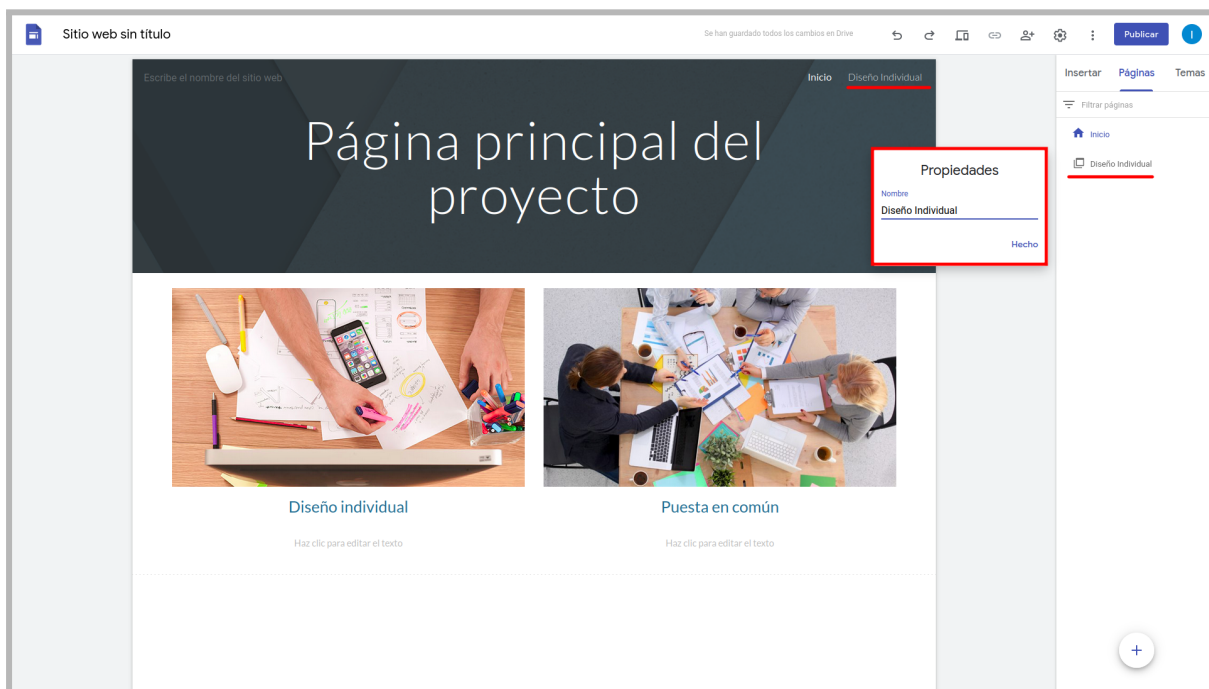 Sitio web sin título
Se han guardado todos los cambios en Drive
Publicar
I
Insertar Páginas Temas
Filtrar páginas
Inicio
Diseño Individual
Escribe el nombre del sitio web
Inicio Diseño Individual
Página principal del
proyecto
Propiedades
Nombre
Diseño Individual
Hecho
Diseño individual
Haz clic para editar el texto
Puesta en común
Haz clic para editar el texto